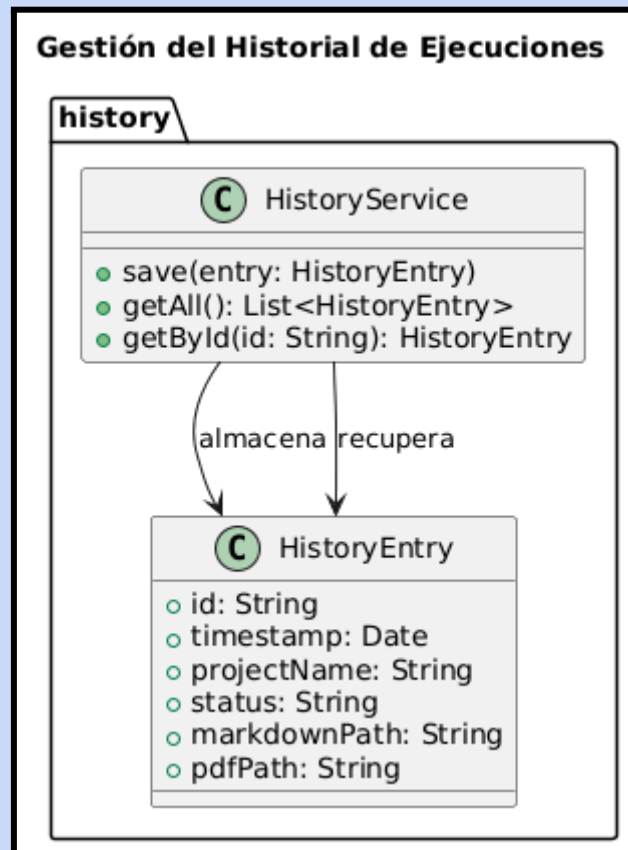 Gestión del Historial de Ejecuciones
history
C HistoryService
save(entry: HistoryEntry)
getAll(): List<HistoryEntry>
getById(id: String): HistoryEntry
almacena recupera
C HistoryEntry
id: String
timestamp: Date
projectName: String
status: String
markdownPath: String
pdfPath: String